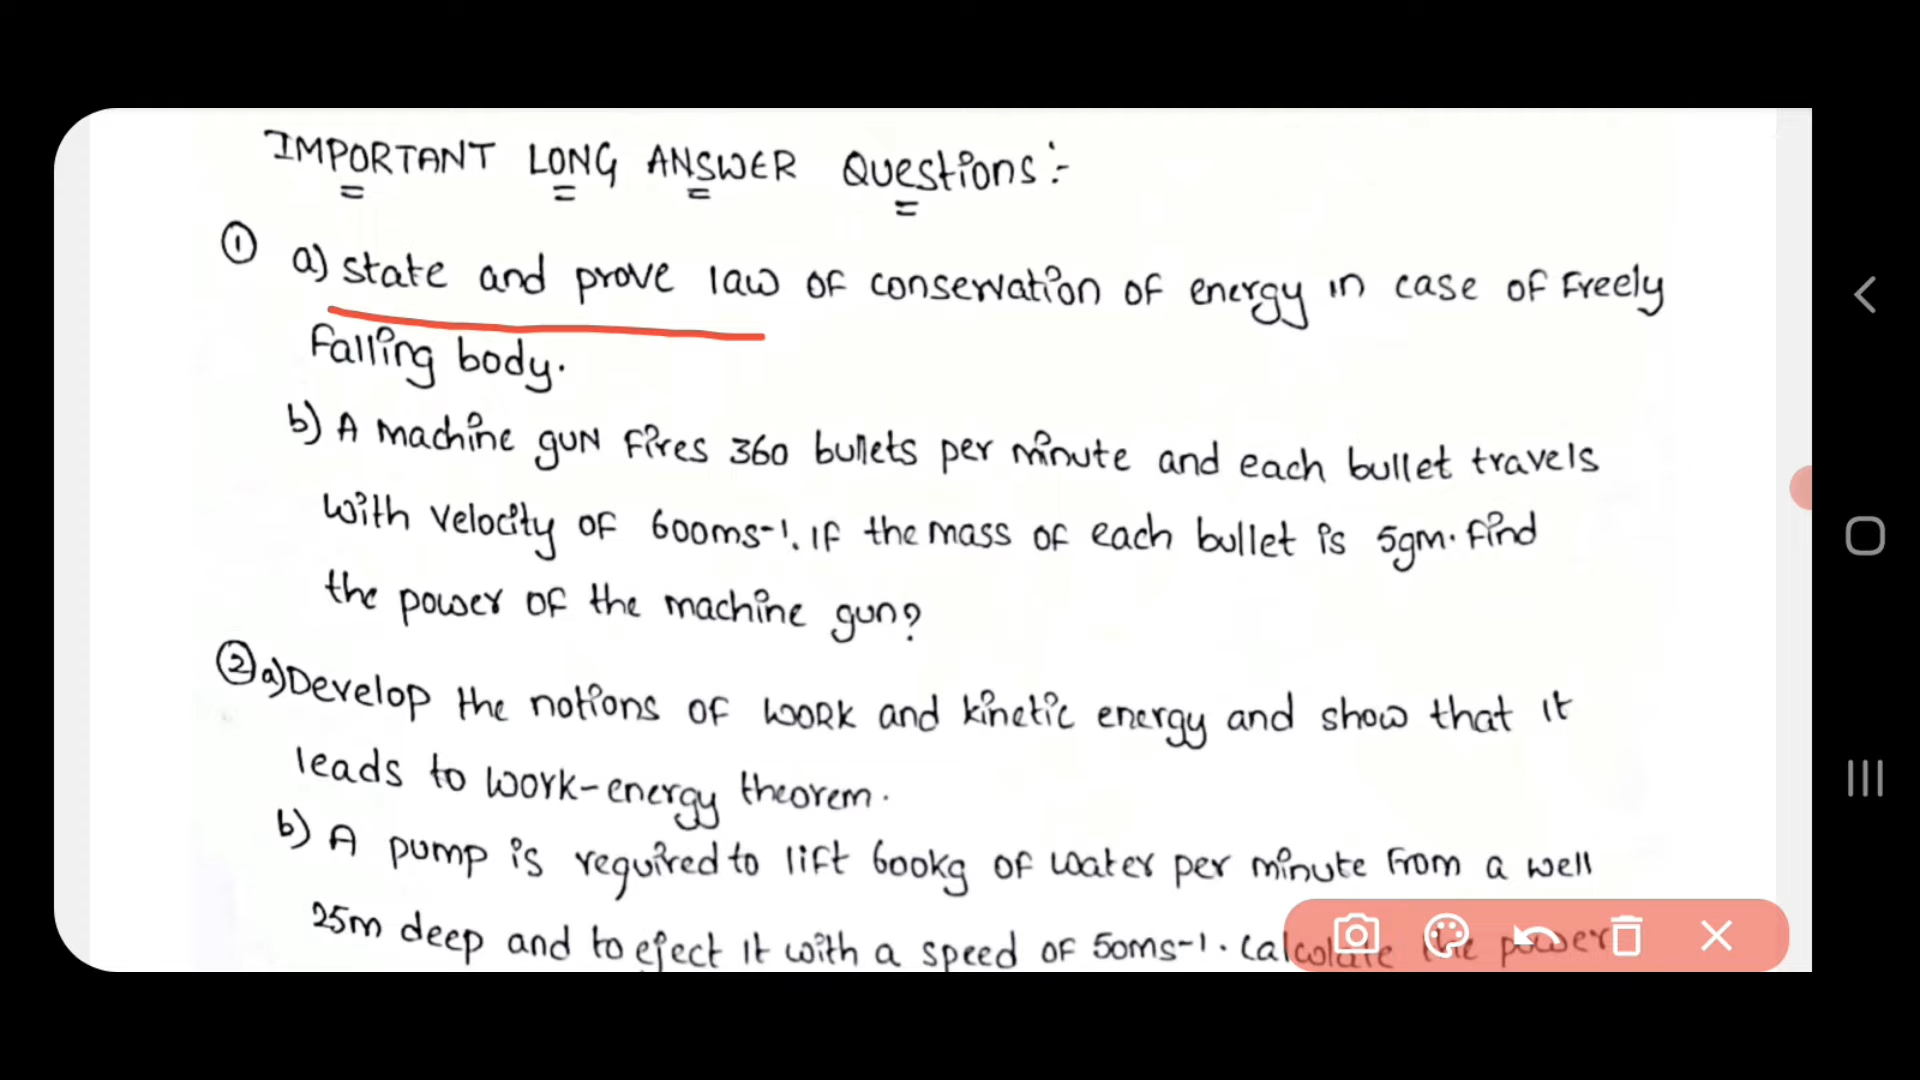 IMPORTANT LONG ANSWER Questions:-
① a) state and prove law of conservation of energy in case of freely
falling body.
b) A machine gun fires 360 bullets per minute and each bullet travels
with velocity of 600ms-1. If the mass of each bullet is 5gm. find
the power of the machine gun?
② a) Develop the notions of work and kinetic energy and show that it
leads to work-energy theorem.
b) A pump is required to lift 600kg of water per minute from a well
25m deep and to eject it with a speed of 50ms-1. Calculate the power